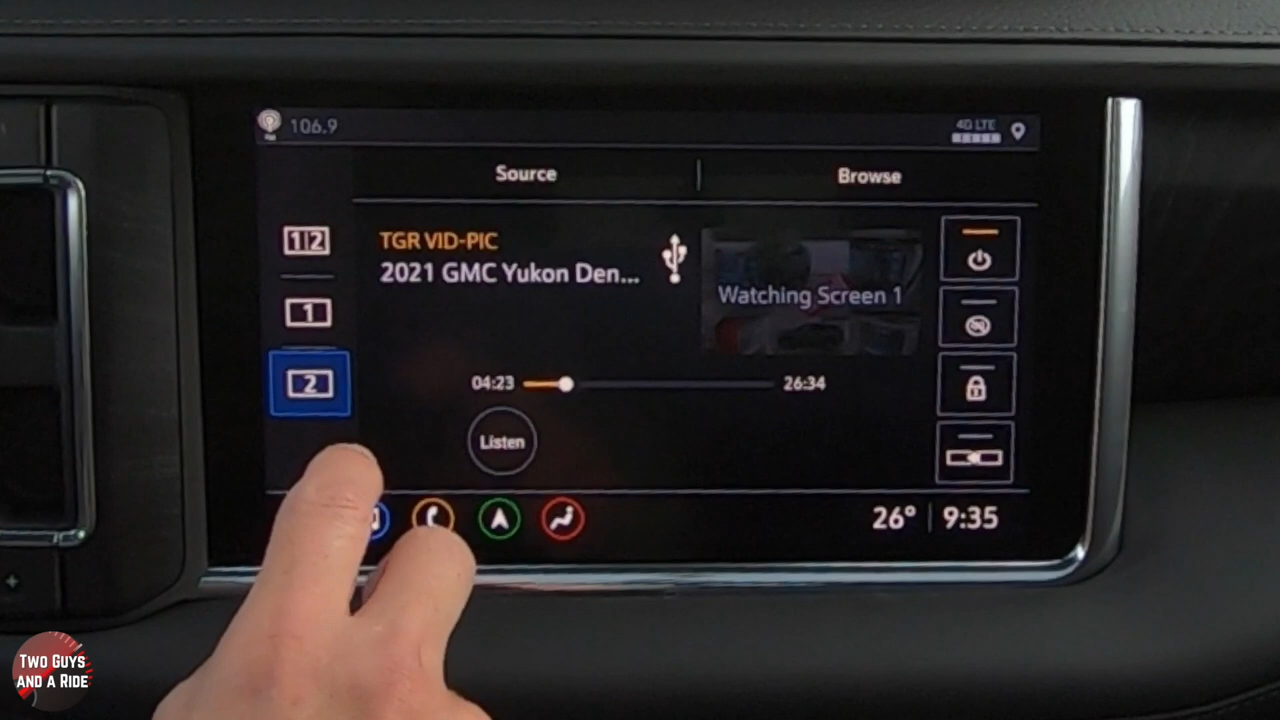 106.9
4G LTE
Source
Browse
1|2
TGR VID-PIC
2021 GMC Yukon Den...
Watching Screen 1
1
2
04:23
26:34
Listen
26°
9:35
TWO GUYS
AND A RIDE